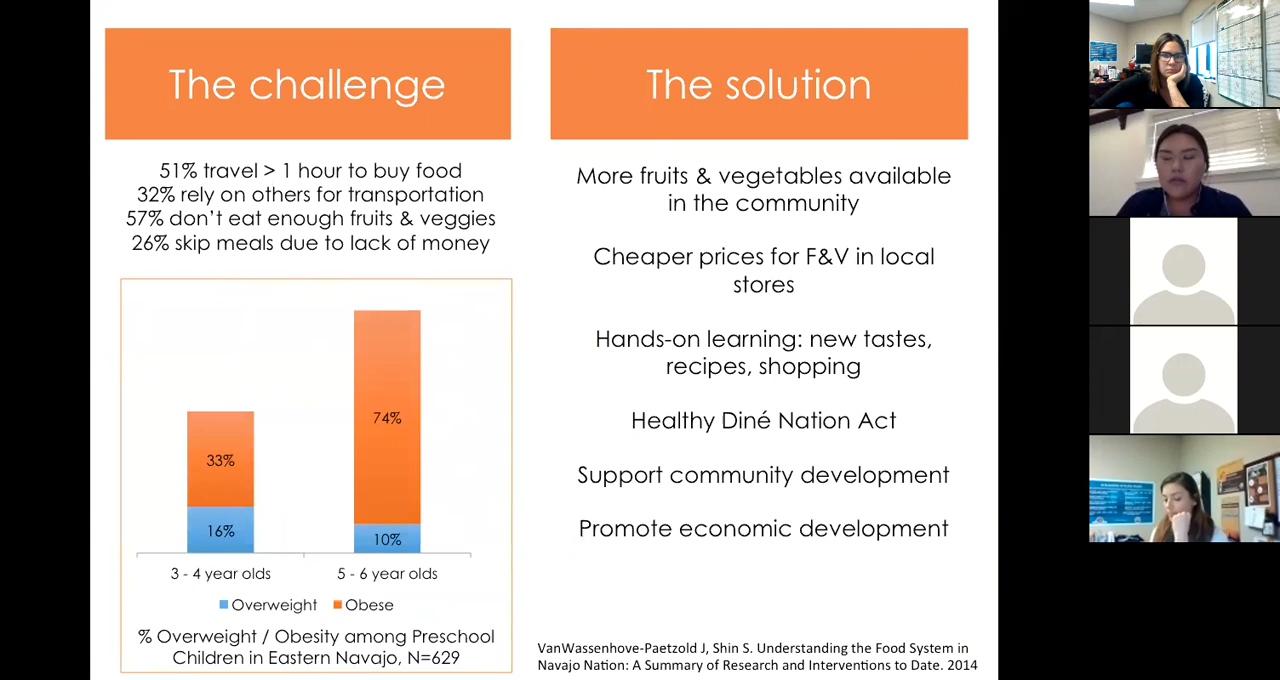 The challenge
51% travel > 1 hour to buy food
32% rely on others for transportation
57% don't eat enough fruits & veggies
26% skip meals due to lack of money
74%
33%
16%
10%
3 - 4 year olds
5 - 6 year olds
Overweight
Obese
% Overweight / Obesity among Preschool
Children in Eastern Navajo, N=629
The solution
More fruits & vegetables available
in the community
Cheaper prices for F&V in local
stores
Hands-on learning: new tastes,
recipes, shopping
Healthy Diné Nation Act
Support community development
Promote economic development
VanWassenhove-Paetzold J, Shin S. Understanding the Food System in
Navajo Nation: A Summary of Research and Interventions to Date. 2014